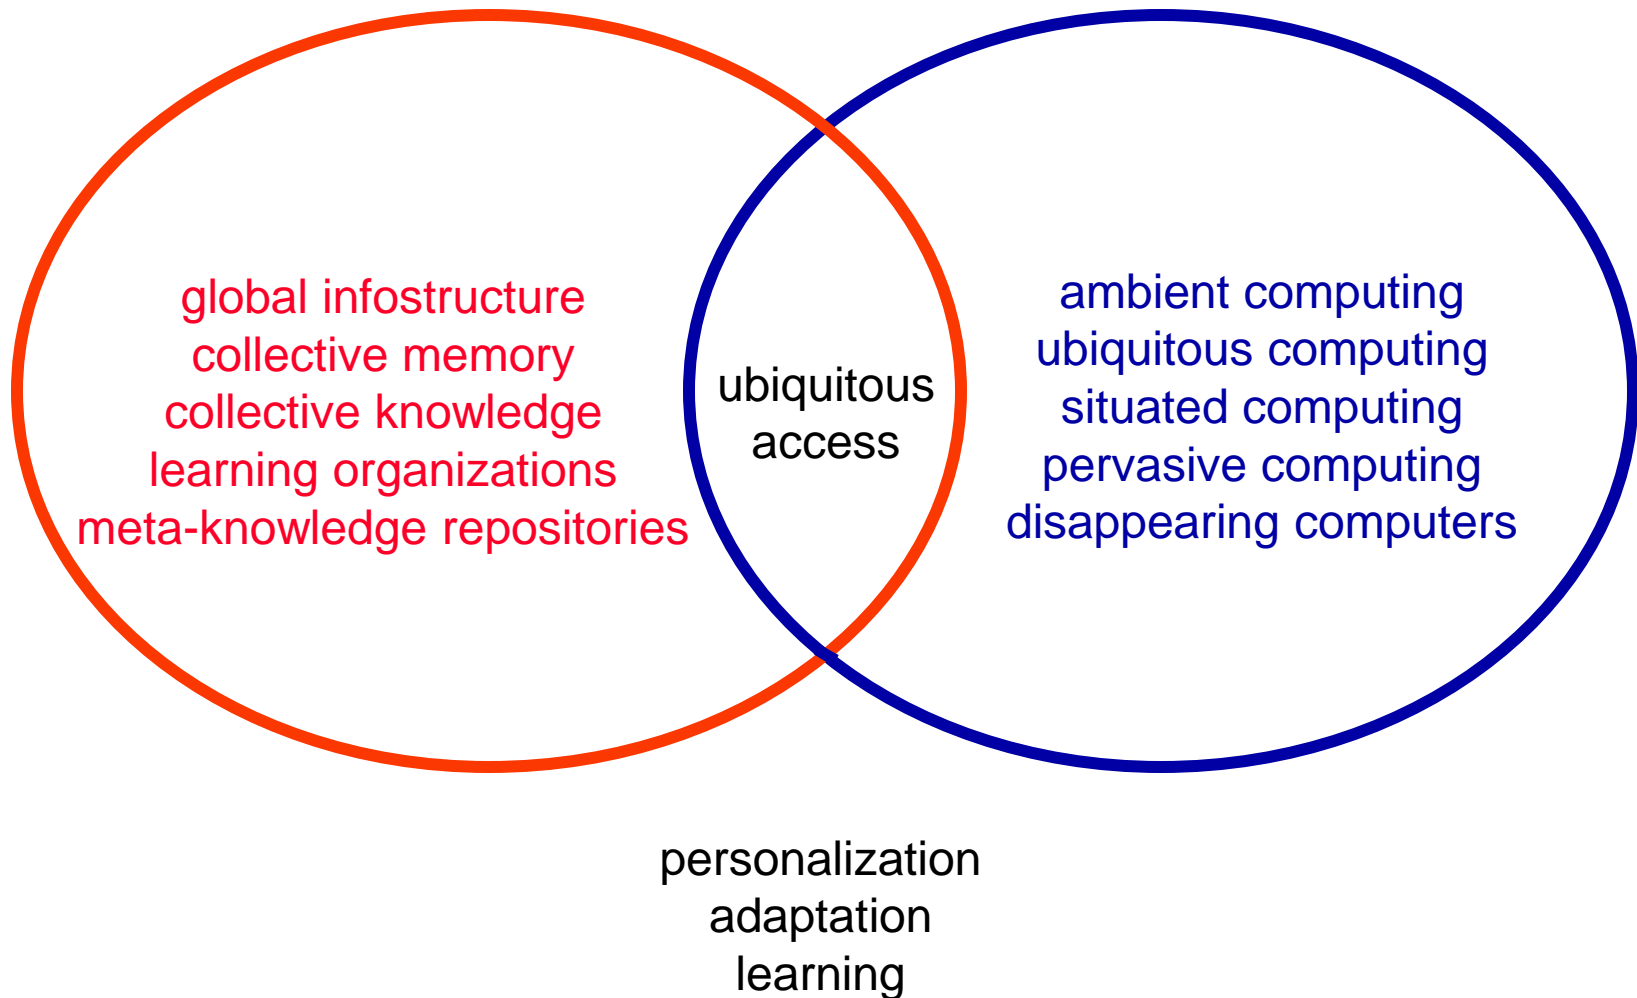 global infostructure
collective memory
collective knowledge
learning organizations
meta-knowledge repositories
ubiquitous
access
ambient computing
ubiquitous computing
situated computing
pervasive computing
disappearing computers
personalization
adaptation
learning